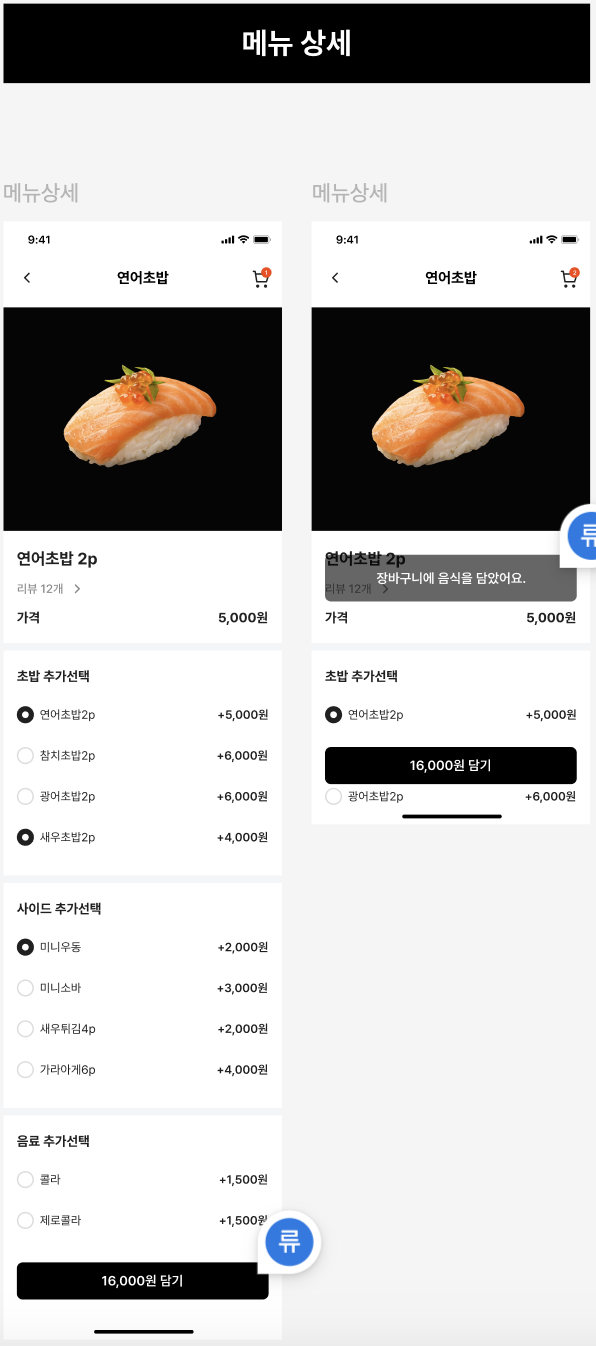 메뉴 상세
메뉴상세
9:41
연어초밥
1
연어초밥 2p
리뷰 12개
가격 5,000원
초밥 추가선택
연어초밥2p +5,000원
참치초밥2p +6,000원
광어초밥2p +6,000원
새우초밥2p +4,000원
사이드 추가선택
미니우동 +2,000원
미니소바 +3,000원
새우튀김4p +2,000원
가라아게6p +4,000원
음료 추가선택
콜라 +1,500원
제로콜라 +1,500원
류
16,000원 담기
메뉴상세
9:41
연어초밥
2
류
연어초밥 2p
장바구니에 음식을 담았어요.
리뷰 12개
가격 5,000원
초밥 추가선택
연어초밥2p +5,000원
16,000원 담기
광어초밥2p +6,000원